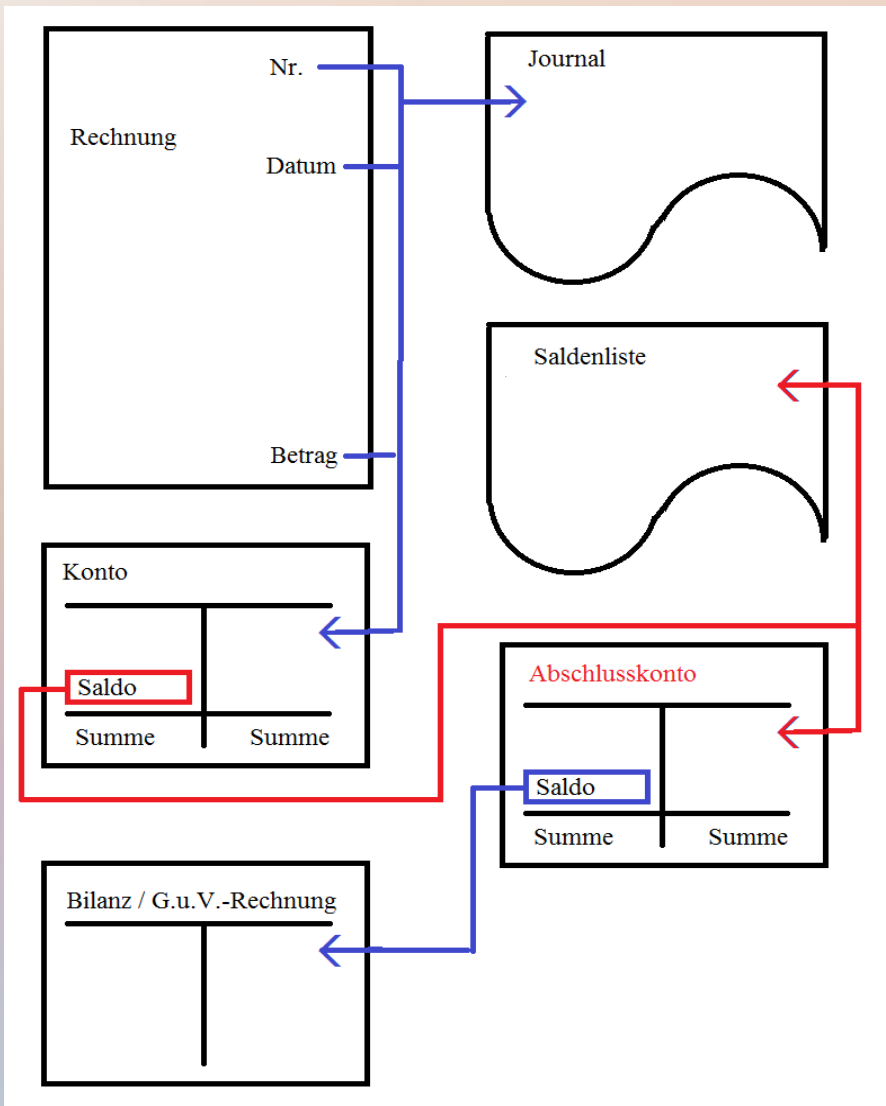 Nr.
Rechnung
Datum
Betrag
Journal
Saldenliste
Konto
Saldo
Summe Summe
Abschlusskonto
Saldo
Summe Summe
Bilanz / G.u.V.-Rechnung